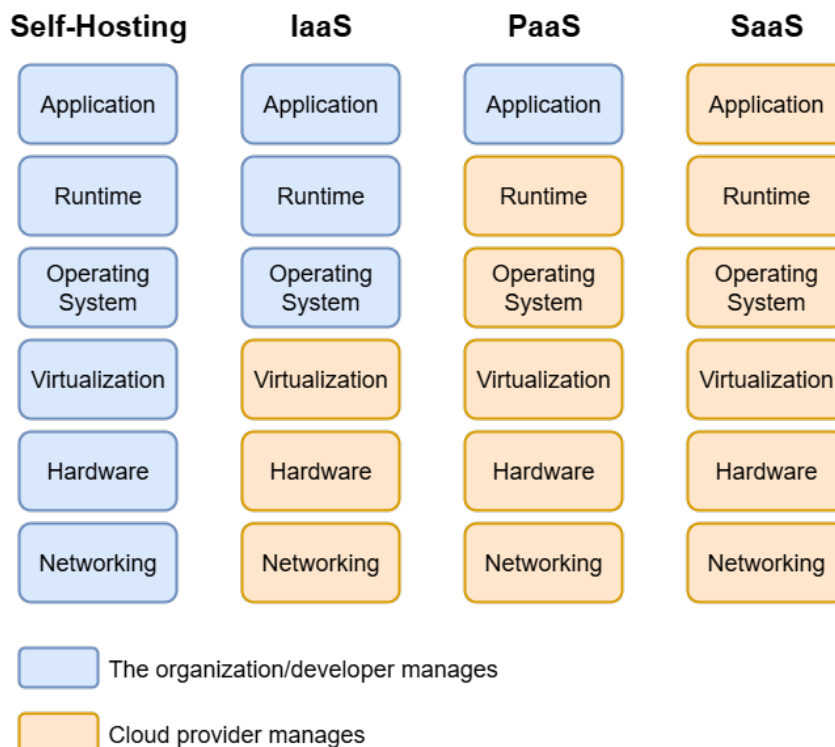 Self-Hosting IaaS PaaS SaaS
Application Application Application Application
Runtime Runtime Runtime Runtime
Operating Operating Operating Operating
System System System System
Virtualization Virtualization Virtualization Virtualization
Hardware Hardware Hardware Hardware
Networking Networking Networking Networking
The organization/developer manages
Cloud provider manages